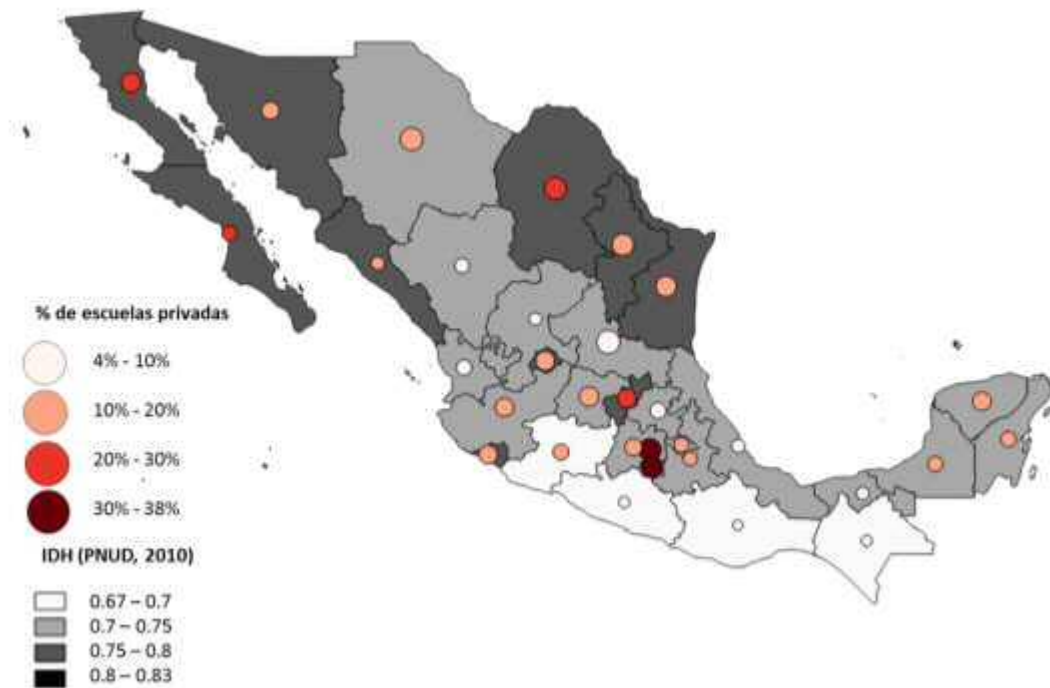 % de escuelas privadas
4% - 10%
10% - 20%
20% - 30%
30% - 38%
IDH (PNUD, 2010)
0.67 – 0.7
0.7 – 0.75
0.75 – 0.8
0.8 – 0.83